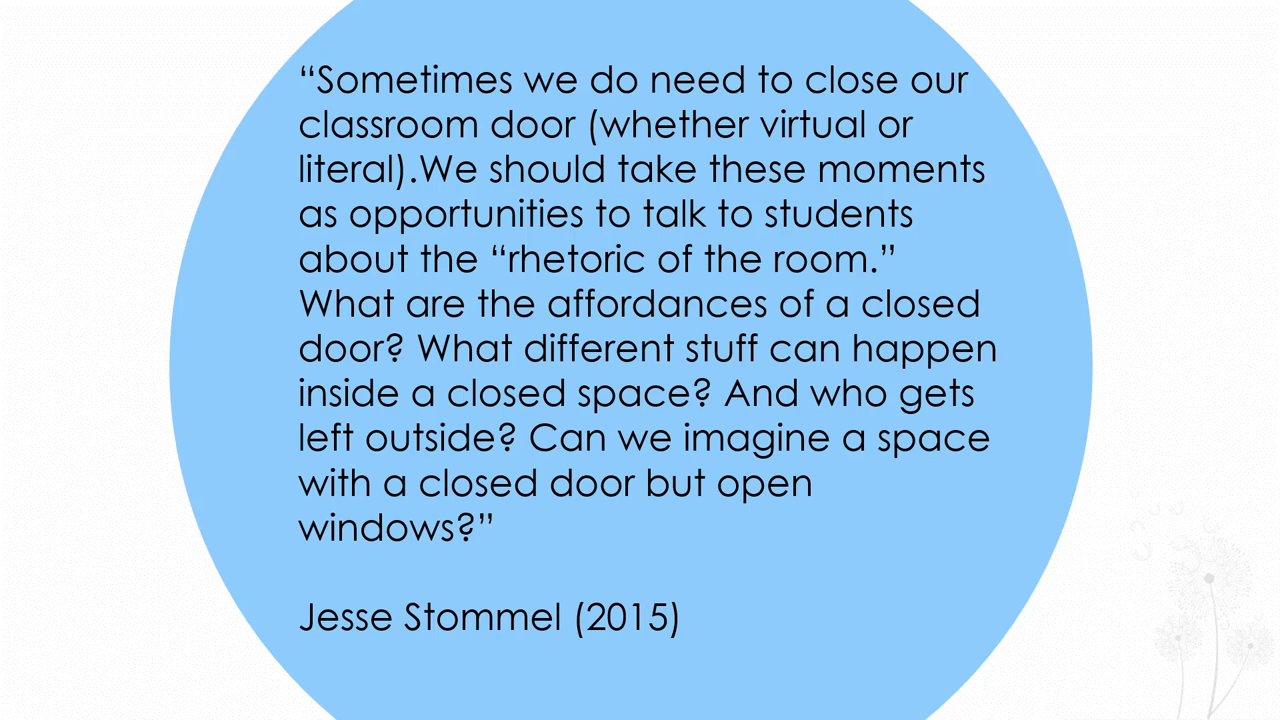 “Sometimes we do need to close our
classroom door (whether virtual or
literal).We should take these moments
as opportunities to talk to students
about the “rhetoric of the room.”
What are the affordances of a closed
door? What different stuff can happen
inside a closed space? And who gets
left outside? Can we imagine a space
with a closed door but open
windows?”
Jesse Stommel (2015)